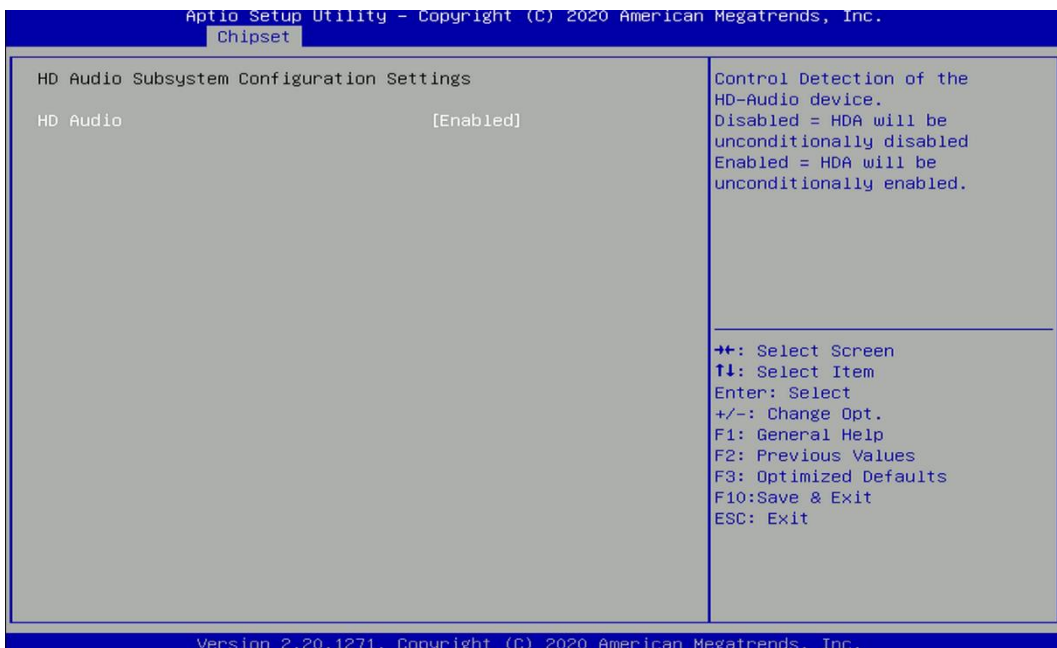 Aptio Setup Utility – Copyright (C) 2020 American Megatrends, Inc.
Chipset
HD Audio Subsystem Configuration Settings
HD Audio [Enabled]
Control Detection of the
HD-Audio device.
Disabled = HDA will be
unconditionally disabled
Enabled = HDA will be
unconditionally enabled.
→←: Select Screen
↑↓: Select Item
Enter: Select
+/-: Change Opt.
F1: General Help
F2: Previous Values
F3: Optimized Defaults
F10:Save & Exit
ESC: Exit
Version 2.20.1271. Copyright (C) 2020 American Megatrends, Inc.